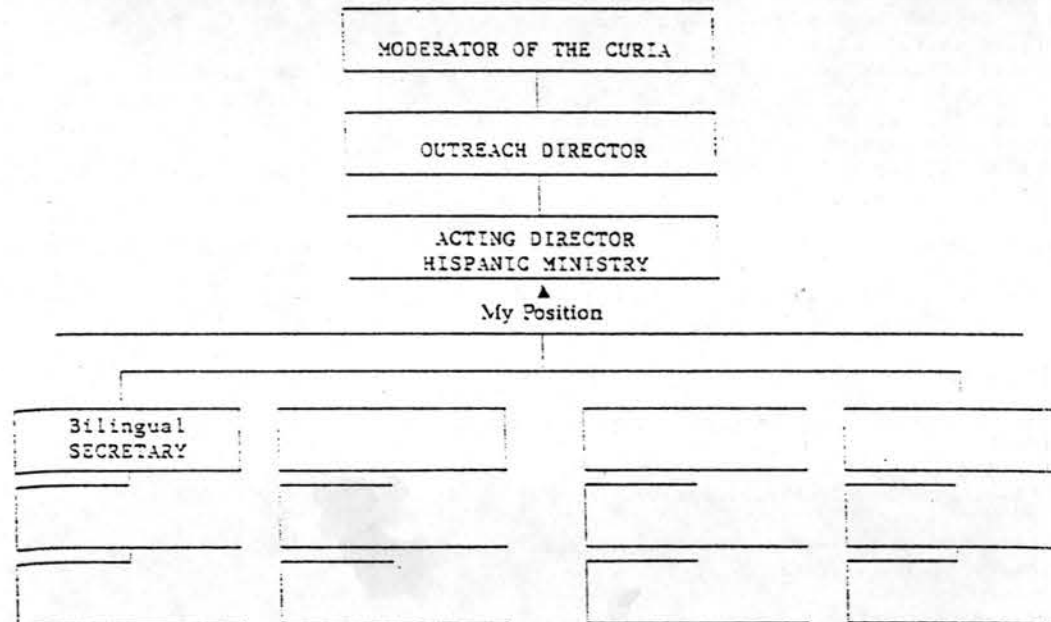 MODERATOR OF THE CURIA
OUTREACH DIRECTOR
ACTING DIRECTOR
HISPANIC MINISTRY
My Position
Bilingual
SECRETARY